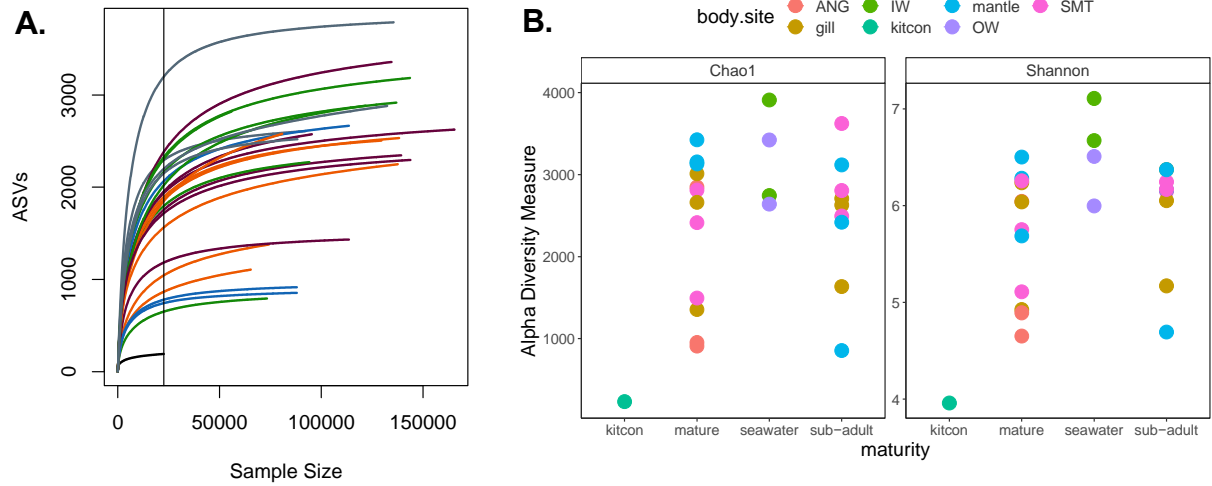 A.
ASVs
3000
2000
1000
0
0 50000 100000 150000
Sample Size
B.
body.site
ANG IW mantle SMT
gill kitcon OW
Chao1 Shannon
Alpha Diversity Measure
4000
3000
2000
1000
7
6
5
4
kitcon mature seawater sub−adult kitcon mature seawater sub−adult
maturity